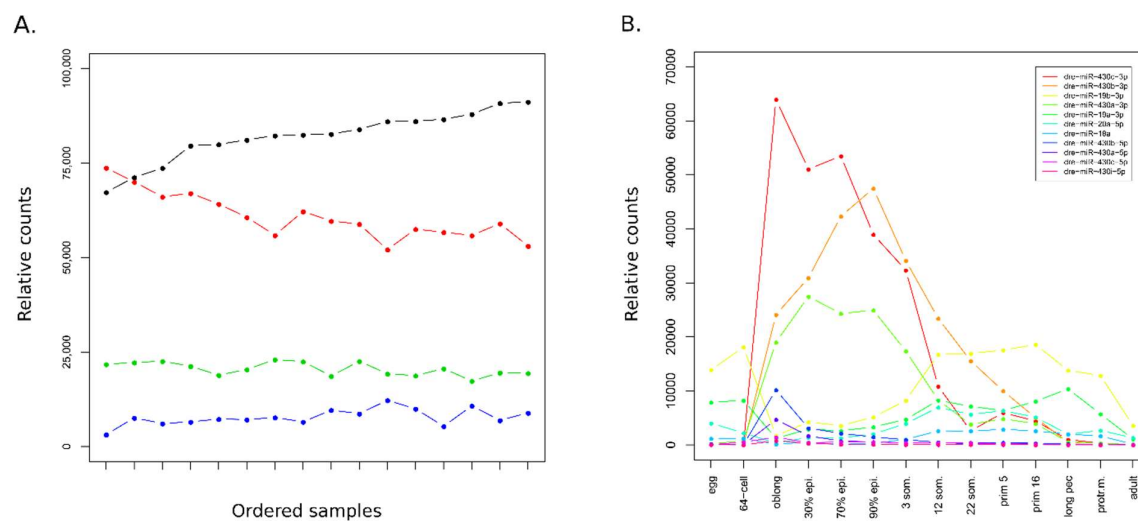 A.
Relative counts
100,000
75,000
50,000
25,000
0
Ordered samples
B.
Relative counts
70000
60000
50000
40000
30000
20000
10000
0
dre-miR-430c-3p
dre-miR-430b-3p
dre-miR-19b-3p
dre-miR-430a-3p
dre-miR-19a-3p
dre-miR-20a-5p
dre-miR-18a
dre-miR-430b-5p
dre-miR-430a-5p
dre-miR-430c-5p
dre-miR-430i-5p
egg
64-cell
oblong
30% epi.
70% epi.
90% epi.
3 som.
12 som.
22 som.
prim 5
prim 16
long pec
protr.m.
adult